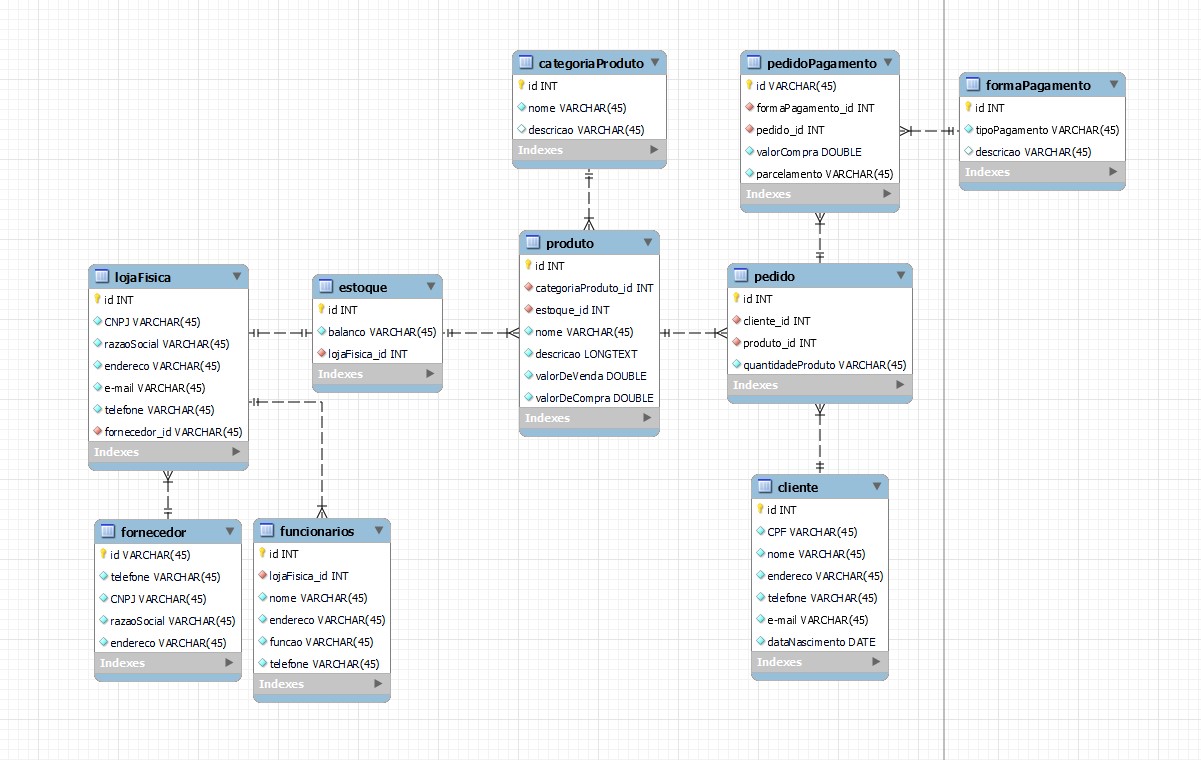 categoriaProduto
id INT
nome VARCHAR(45)
descricao VARCHAR(45)
Indexes
pedidoPagamento
id VARCHAR(45)
formaPagamento_id INT
pedido_id INT
valorCompra DOUBLE
parcelamento VARCHAR(45)
Indexes
formaPagamento
id INT
tipoPagamento VARCHAR(45)
descricao VARCHAR(45)
Indexes
lojaFisica
id INT
CNPJ VARCHAR(45)
razaoSocial VARCHAR(45)
endereco VARCHAR(45)
e-mail VARCHAR(45)
telefone VARCHAR(45)
fornecedor_id VARCHAR(45)
Indexes
estoque
id INT
balanco VARCHAR(45)
lojaFisica_id INT
Indexes
produto
id INT
categoriaProduto_id INT
estoque_id INT
nome VARCHAR(45)
descricao LONGTEXT
valorDeVenda DOUBLE
valorDeCompra DOUBLE
Indexes
pedido
id INT
cliente_id INT
produto_id INT
quantidadeProduto VARCHAR(45)
Indexes
fornecedor
id VARCHAR(45)
telefone VARCHAR(45)
CNPJ VARCHAR(45)
razaoSocial VARCHAR(45)
endereco VARCHAR(45)
Indexes
funcionarios
id INT
lojaFisica_id INT
nome VARCHAR(45)
endereco VARCHAR(45)
funcao VARCHAR(45)
telefone VARCHAR(45)
Indexes
cliente
id INT
CPF VARCHAR(45)
nome VARCHAR(45)
endereco VARCHAR(45)
telefone VARCHAR(45)
e-mail VARCHAR(45)
dataNascimento DATE
Indexes